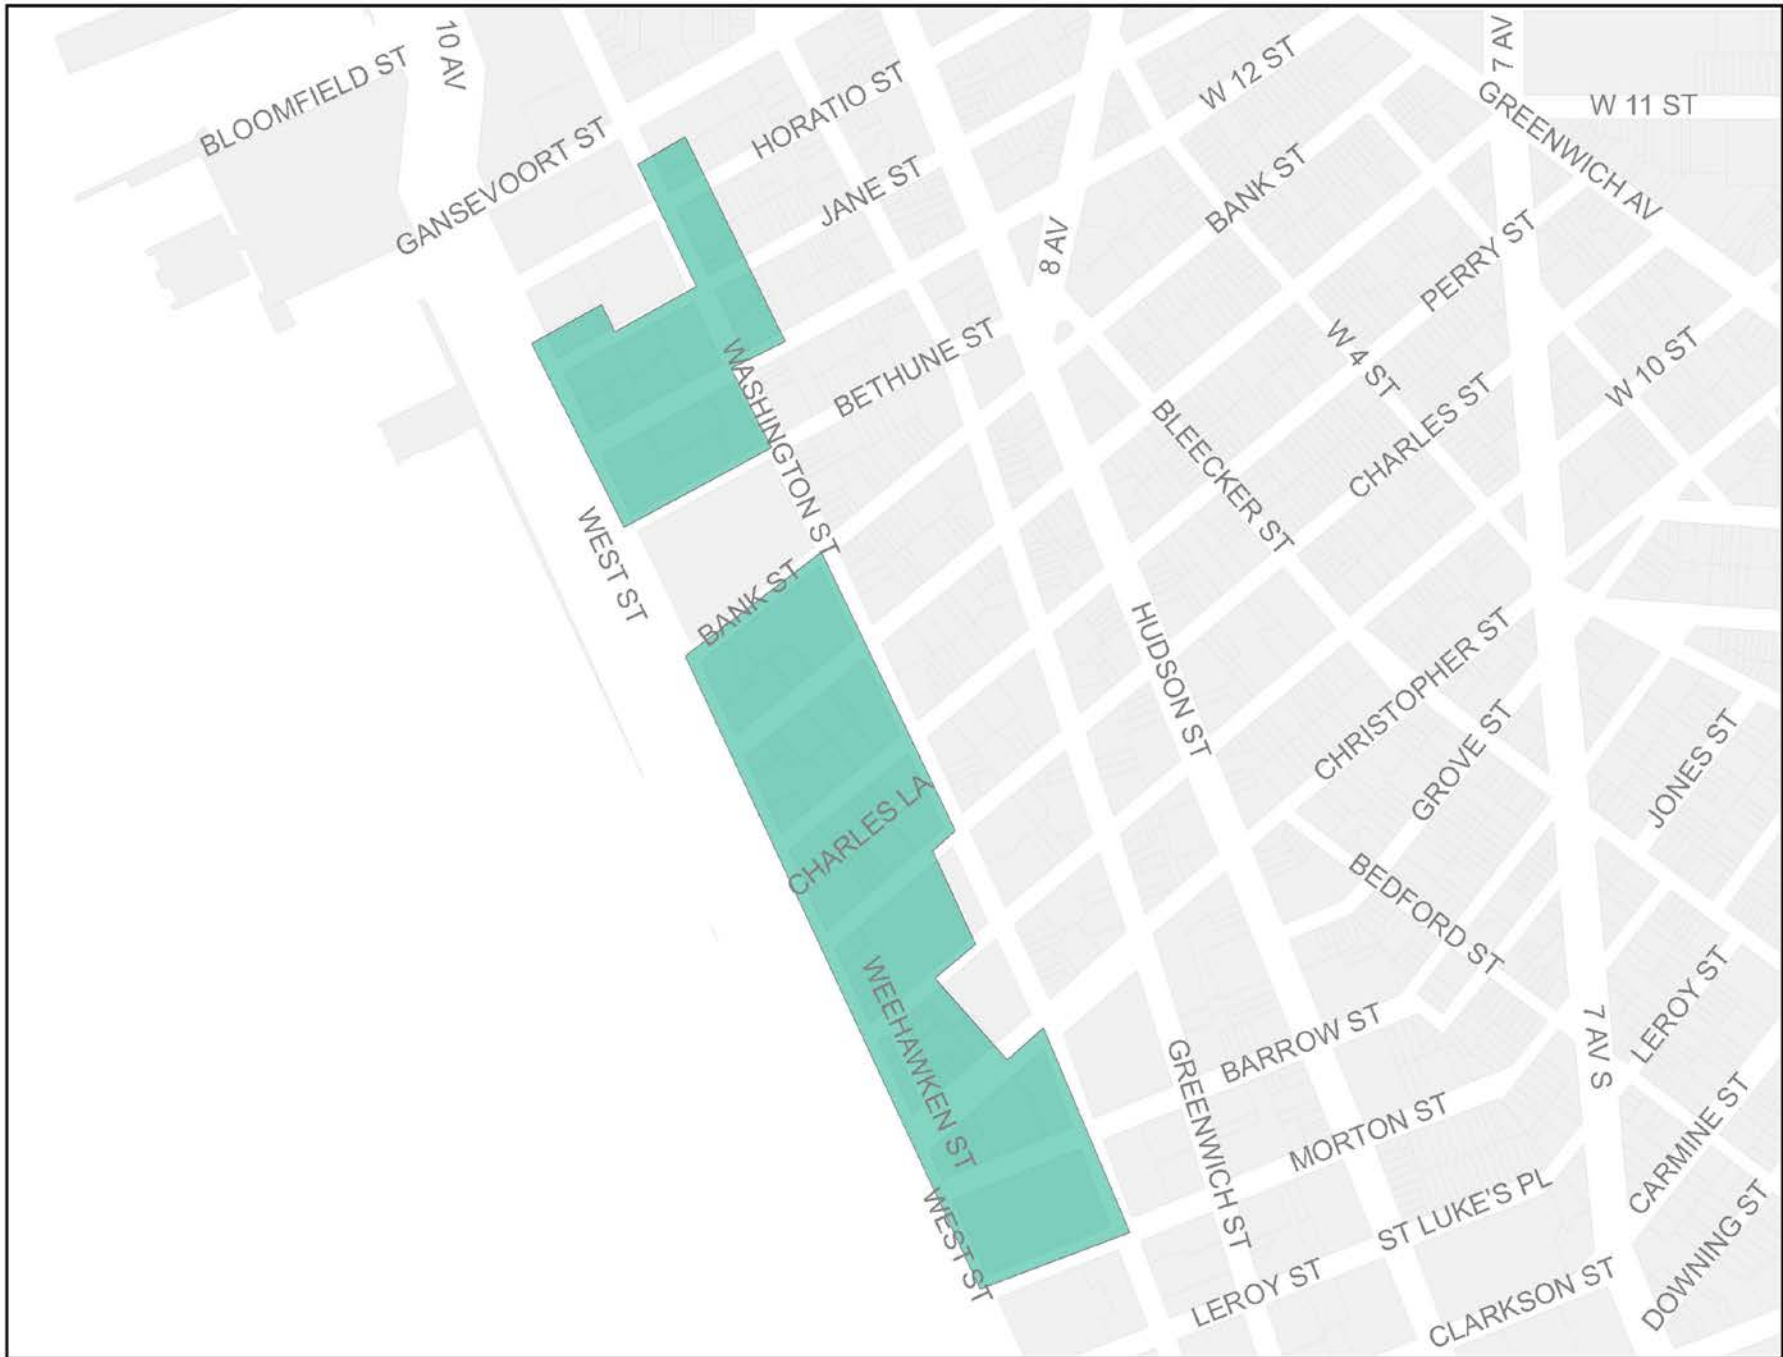 10 AV
7 AV
BLOOMFIELD ST
HORATIO ST
W 12 ST
W 11 ST
GREENWICH AV
GANSEVOORT ST
JANE ST
BANK ST
8 AV
PERRY ST
BETHUNE ST
W 4 ST
W 10 ST
WASHINGTON ST
CHARLES ST
BLEECKER ST
WEST ST
BANK ST
HUDSON ST
CHRISTOPHER ST
GROVE ST
JONES ST
CHARLES LA
BEDFORD ST
WEEHAWKEN ST
LEROY ST
BARROW ST
7 AV S
GREENWICH ST
MORTON ST
CARMINE ST
WEST ST
ST LUKE'S PL
DOWNING ST
LEROY ST
CLARKSON ST